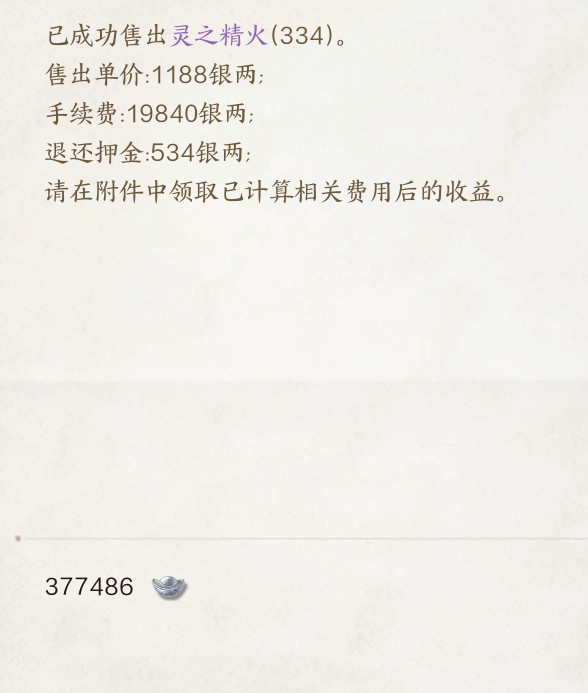 已成功售出灵之精火(334)。
售出单价:1188银两;
手续费:19840银两;
退还押金:534银两;
请在附件中领取已计算相关费用后的收益。
377486